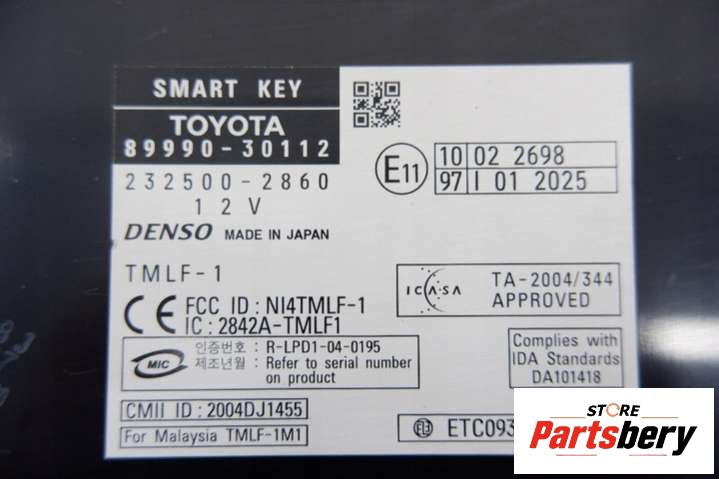 SMART KEY
TOYOTA
89990-30112
232500-2860
12V
DENSO MADE IN JAPAN
E11
10 02 2698
97 I 01 2025
TMLF-1
ICASA
TA-2004/344
APPROVED
CE FCC ID : NI4TMLF-1
IC : 2842A-TMLF1
MIC
인증번호 : R-LPD1-04-0195
제조년월 : Refer to serial number
on product
Complies with
IDA Standards
DA101418
CMII ID : 2004DJ1455
For Malaysia TMLF-1M1
ETC093
STORE
Partsbery